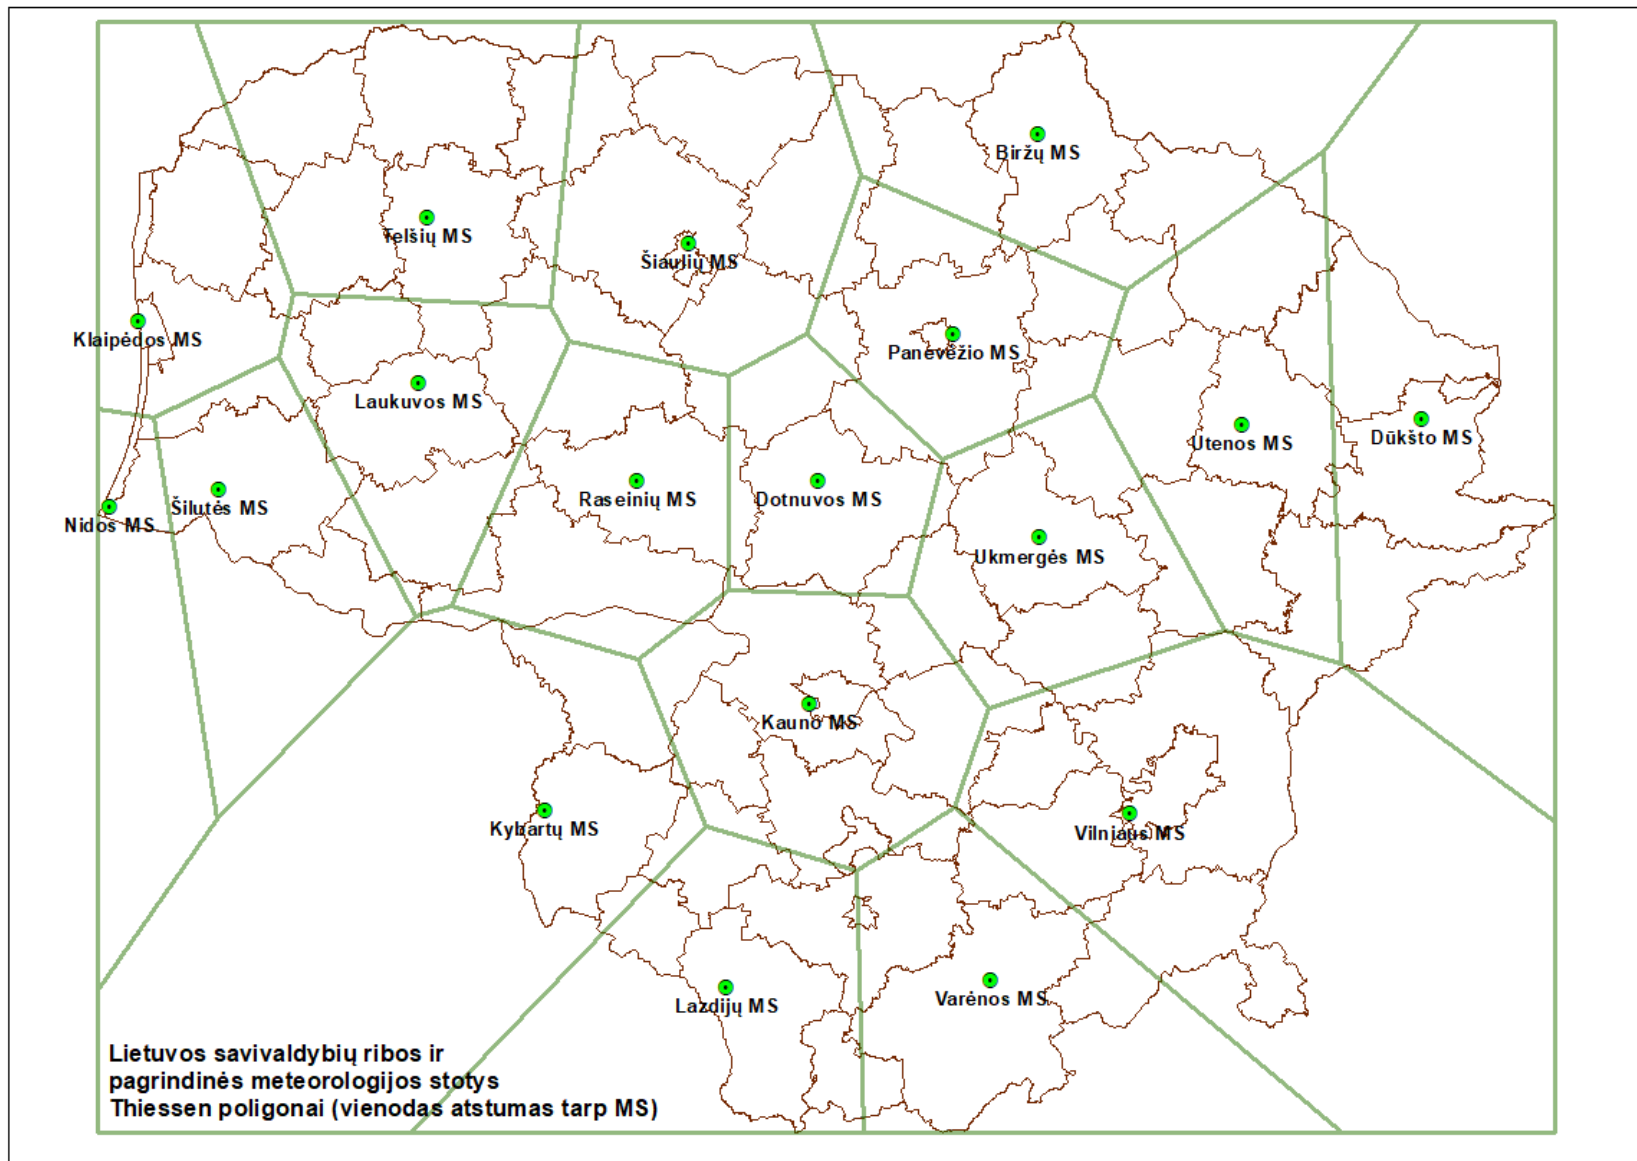 Biržų MS
Telšių MS
Šiaulių MS
Klaipėdos MS
Panevėžio MS
Laukuvos MS
Utenos MS
Dūkšto MS
Nidos MS
Šilutės MS
Raseinių MS
Dotnuvos MS
Ukmergės MS
Kauno MS
Kybartų MS
Vilniaus MS
Lazdijų MS
Varėnos MS
Lietuvos savivaldybių ribos ir
pagrindinės meteorologijos stotys
Thiessen poligonai (vienodas atstumas tarp MS)